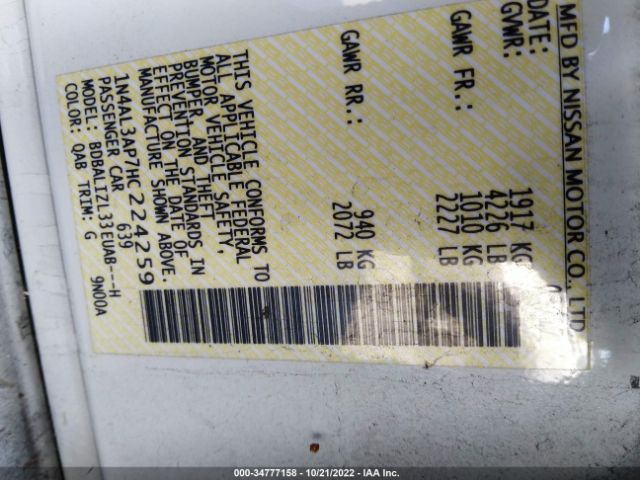 MFD BY NISSAN MOTOR CO., LTD
DATE:
GVWR: 1917 KG
4226 LB
GAWR FR.: 1010 KG
2227 LB
GAWR RR.: 940 KG
2072 LB
THIS VEHICLE CONFORMS TO
ALL APPLICABLE FEDERAL
MOTOR VEHICLE SAFETY,
BUMPER, AND THEFT
PREVENTION STANDARDS IN
EFFECT ON THE DATE OF
MANUFACTURE SHOWN ABOVE.
1N4AL3AP7HC224259
PASSENGER CAR 639
MODEL: BDBALIZL33EUAB---H
COLOR: QAB TRIM: G 9N00A
000-34777158 - 10/21/2022 - IAA Inc.